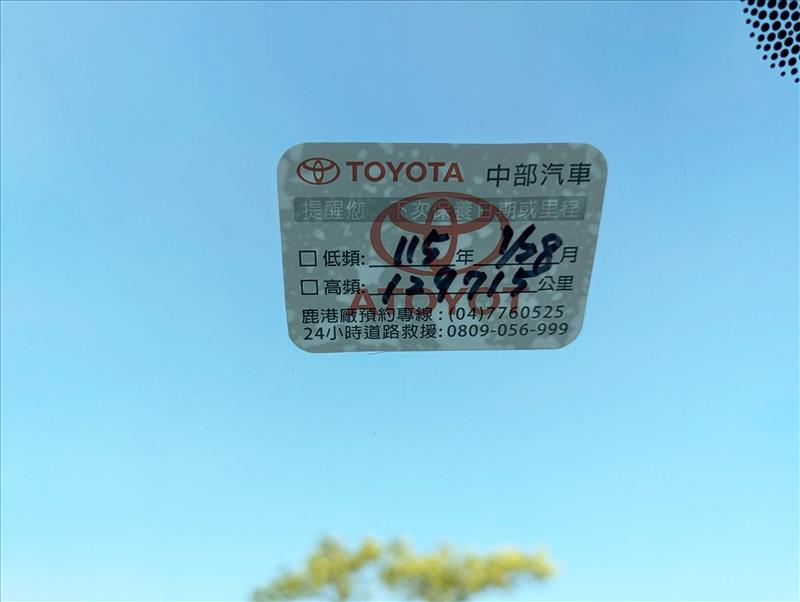 TOYOTA 中部汽車
提醒您 下次保養日期或里程
☐ 低頻: 115 年 1/28 月
☐ 高頻: 129715 公里
鹿港廠預約專線 : (04)7760525
24小時道路救援: 0809-056-999